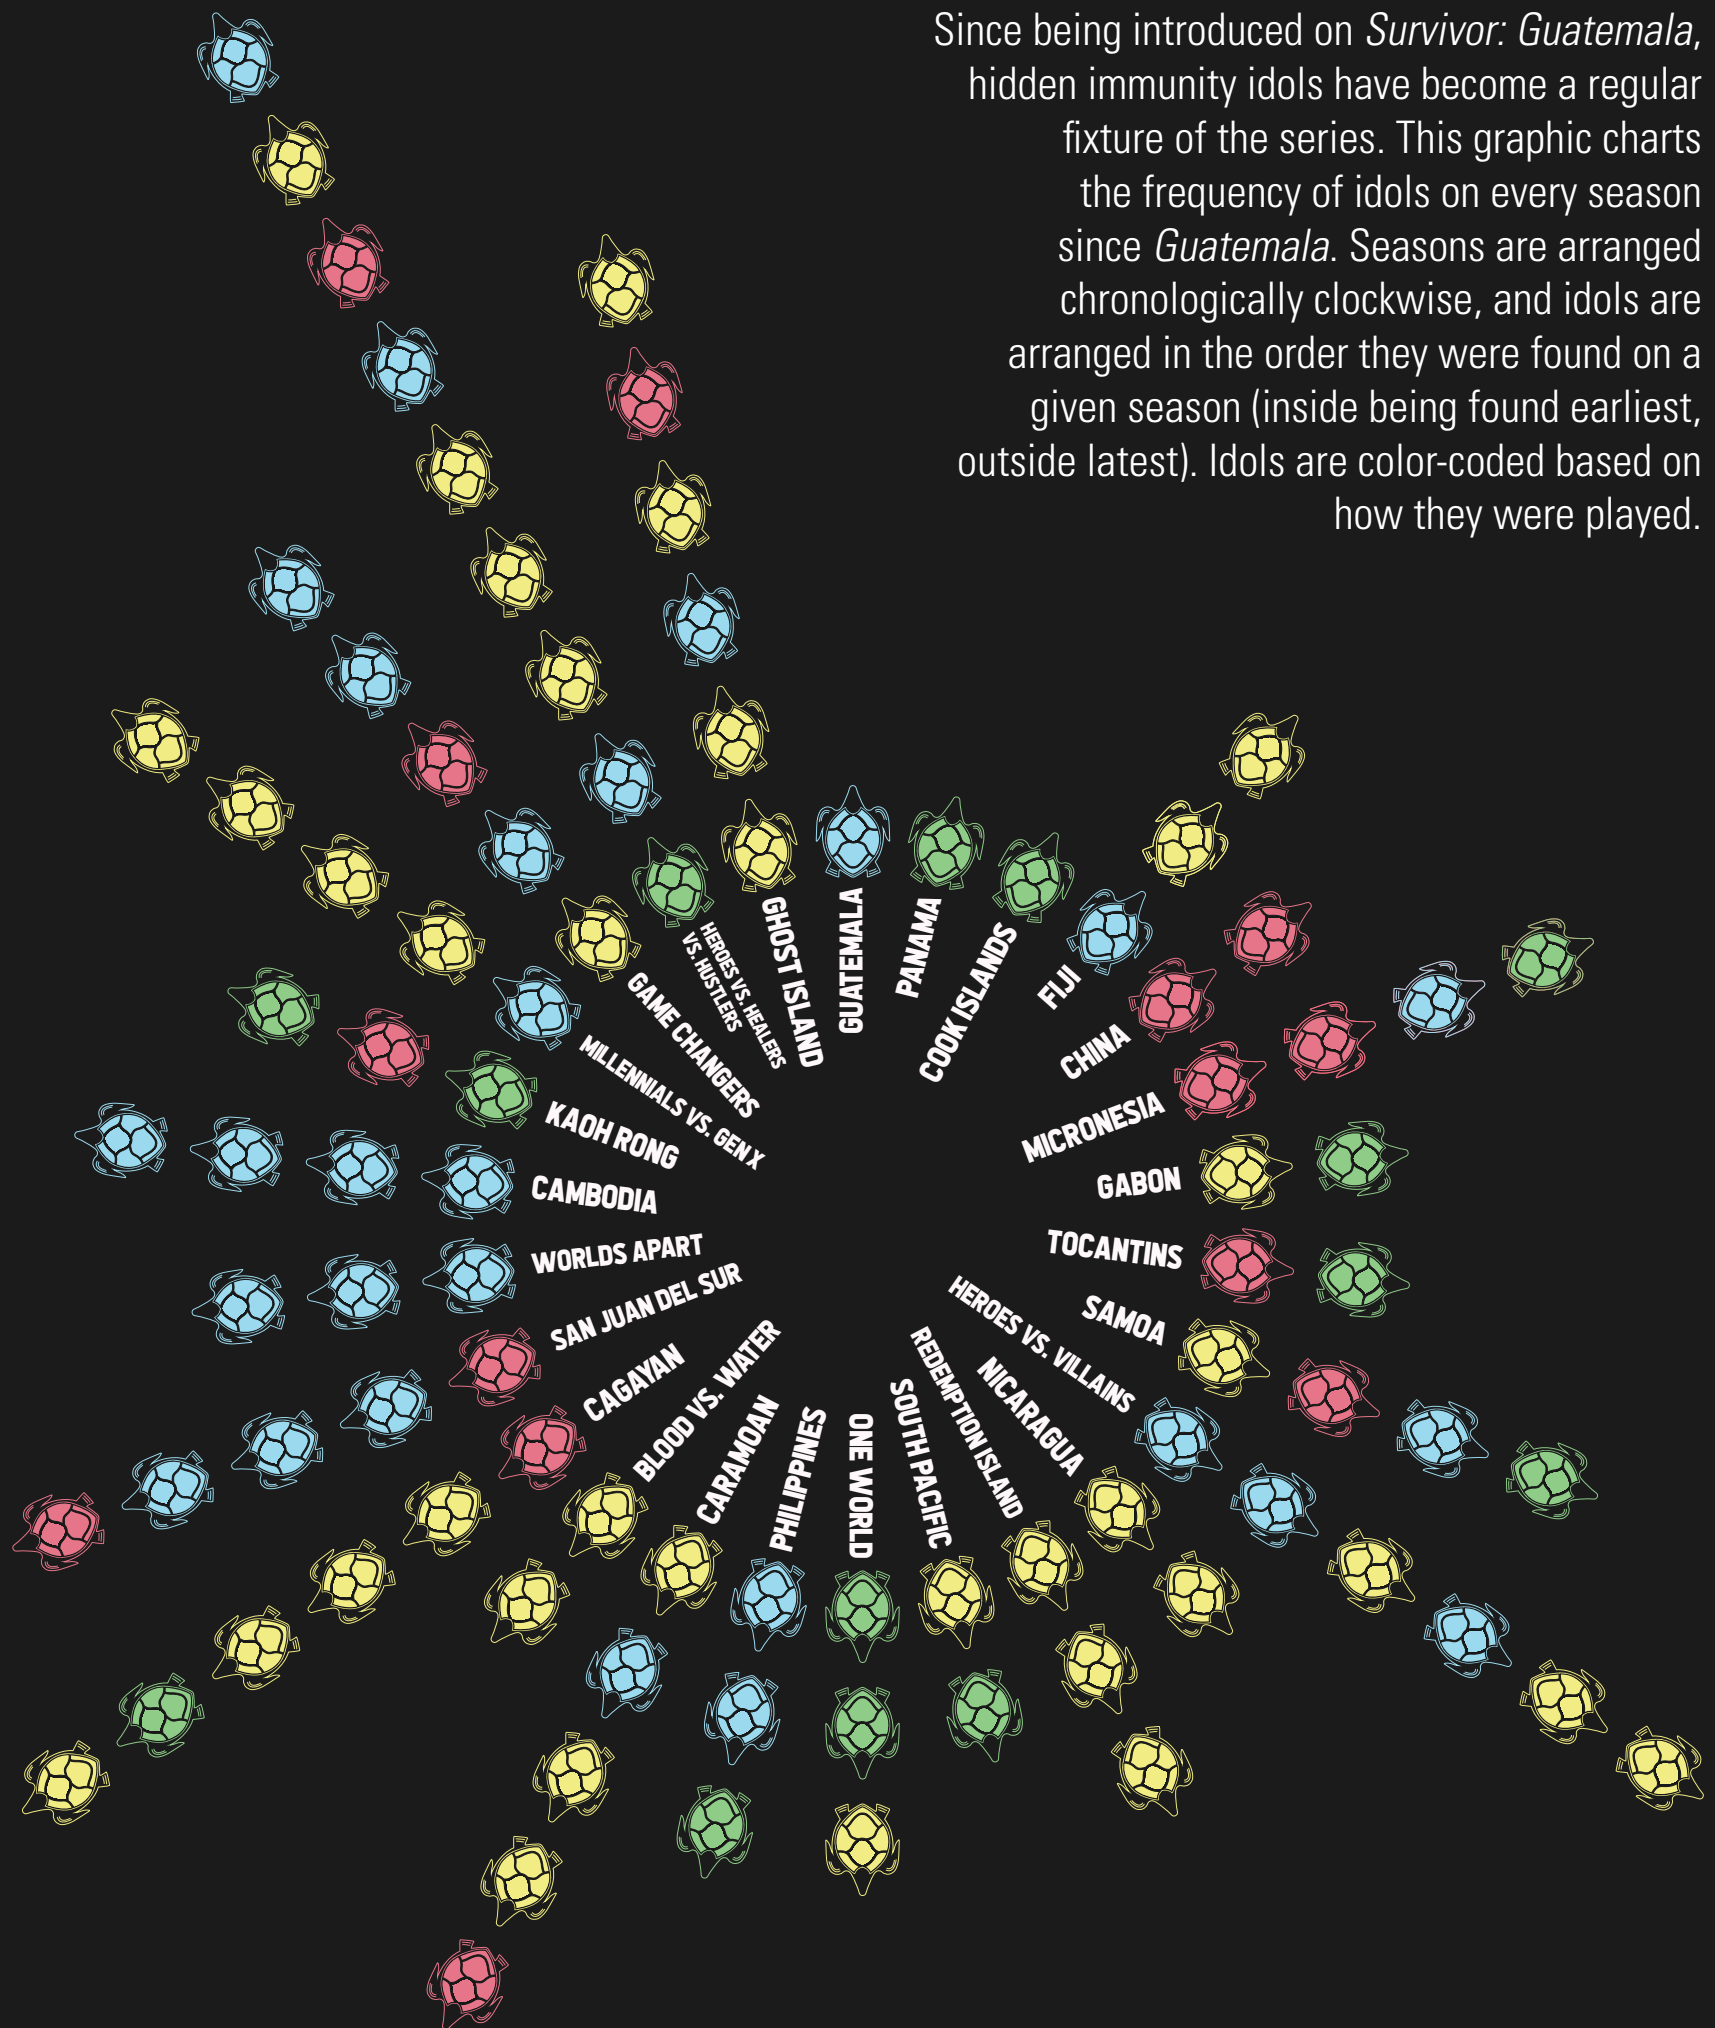 Since being introduced on Survivor: Guatemala,
hidden immunity idols have become a regular
fixture of the series. This graphic charts
the frequency of idols on every season
since Guatemala. Seasons are arranged
chronologically clockwise, and idols are
arranged in the order they were found on a
given season (inside being found earliest,
outside latest). Idols are color-coded based on
how they were played.
GUATEMALA
PANAMA
COOK ISLANDS
FIJI
CHINA
MICRONESIA
GABON
TOCANTINS
SAMOA
HEROES VS. VILLAINS
NICARAGUA
REDEMPTION ISLAND
SOUTH PACIFIC
ONE WORLD
PHILIPPINES
CARAMOAN
BLOOD VS. WATER
CAGAYAN
SAN JUAN DEL SUR
WORLDS APART
CAMBODIA
KAOH RONG
MILLENNIALS VS. GEN X
GAME CHANGERS
HEROES VS. HEALERS
VS. HUSTLERS
GHOST ISLAND